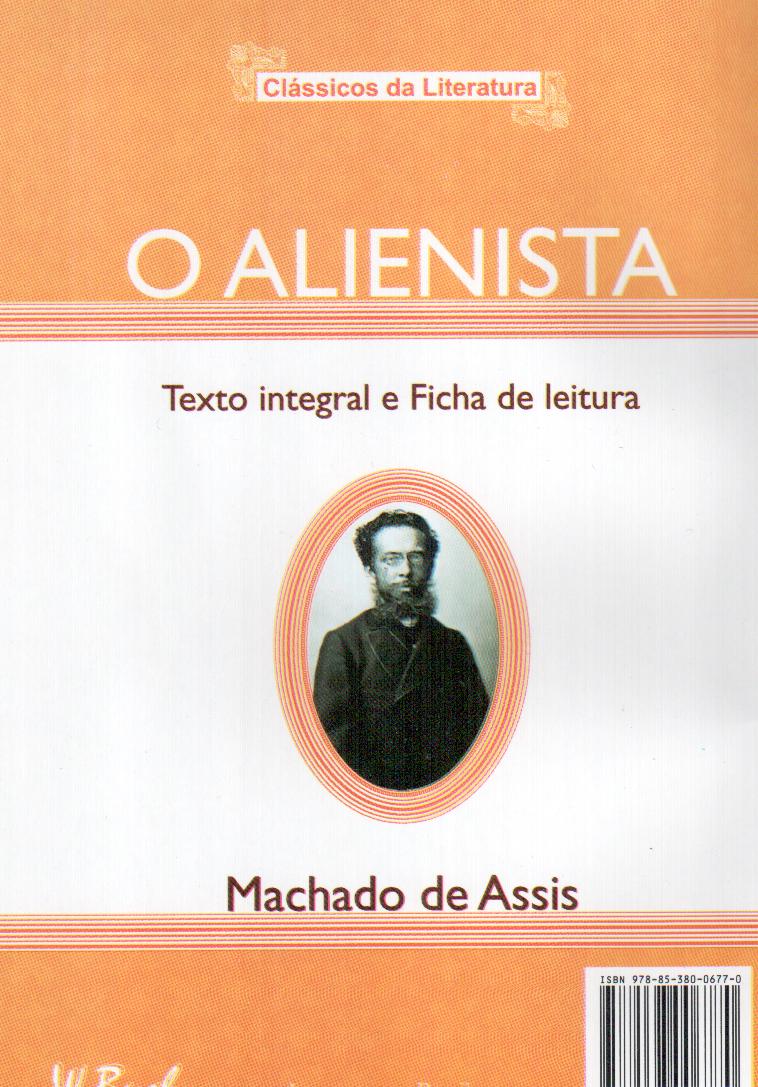 Clássicos da Literatura
O ALIENISTA
Texto integral e Ficha de leitura
Machado de Assis
ISBN 978-85-380-0677-0